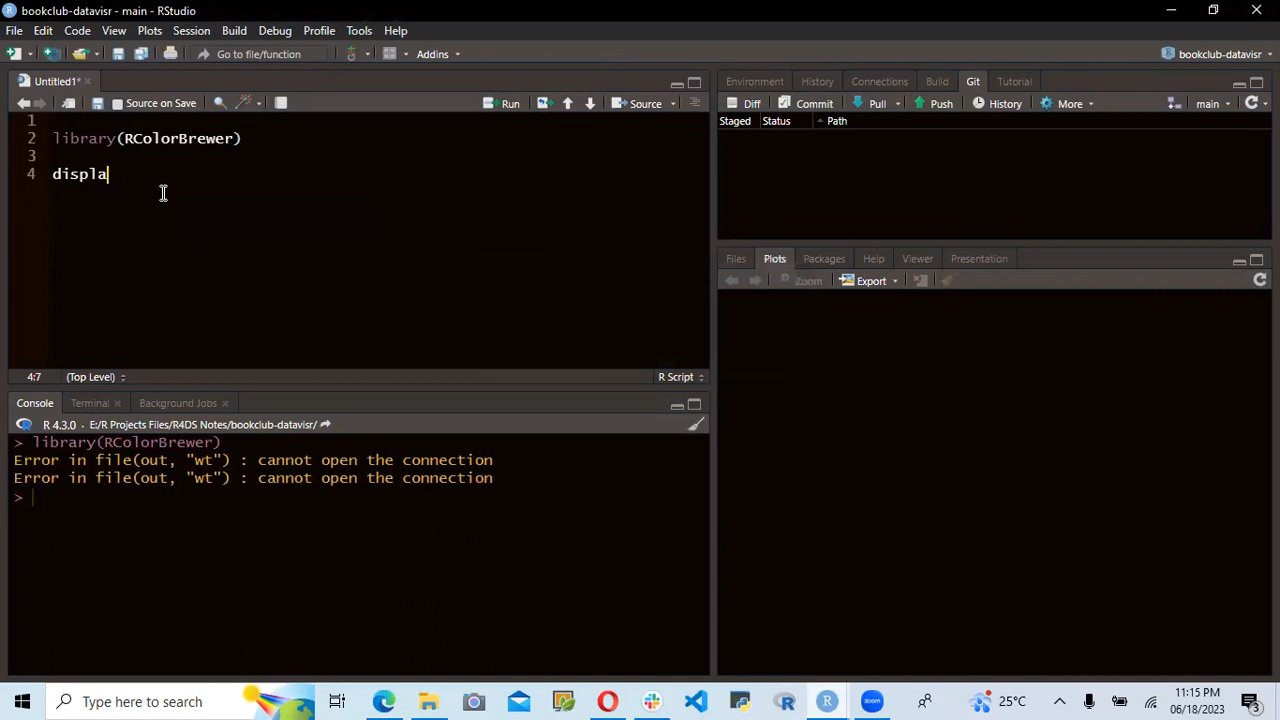 bookclub-datavisr - main - RStudio
File Edit Code View Plots Session Build Debug Profile Tools Help
Go to file/function Addins bookclub-datavisr
Untitled1*
Source on Save Run Source
1
2 library(RColorBrewer)
3
4 displa
4:7 (Top Level) R Script
Console Terminal Background Jobs
R 4.3.0 · E:/R Projects Files/R4DS Notes/bookclub-datavisr/
> library(RColorBrewer)
Error in file(out, "wt") : cannot open the connection
Error in file(out, "wt") : cannot open the connection
>
Environment History Connections Build Git Tutorial
Diff Commit Pull Push History More main
Staged Status Path
Files Plots Packages Help Viewer Presentation
Zoom Export
Type here to search
zoom
25°C
11:15 PM
06/18/2023
3